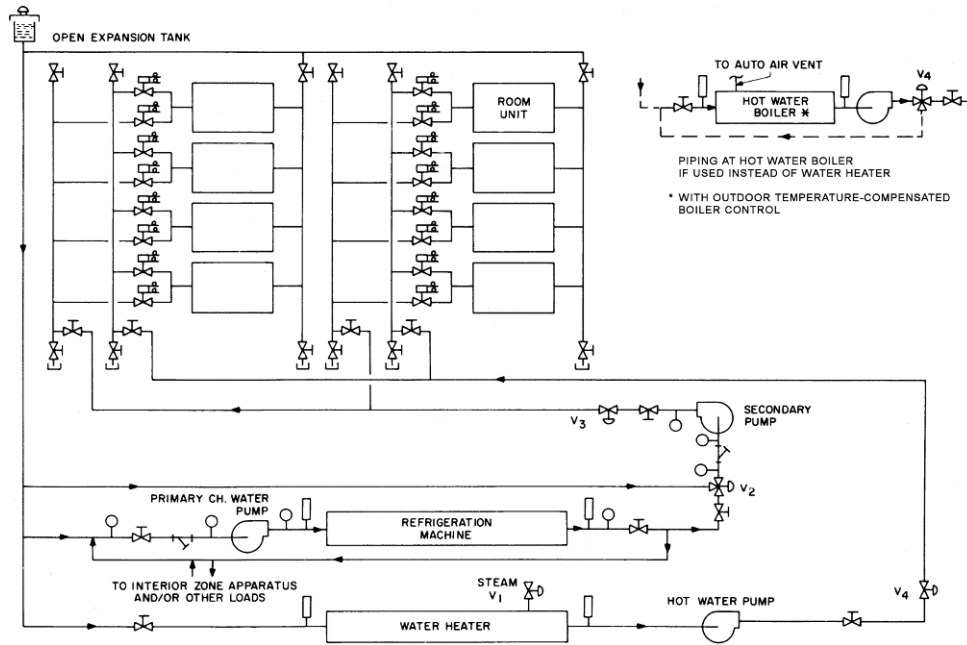 OPEN EXPANSION TANK
ROOM
UNIT
TO AUTO AIR VENT
HOT WATER
BOILER *
V4
PIPING AT HOT WATER BOILER
IF USED INSTEAD OF WATER HEATER
* WITH OUTDOOR TEMPERATURE-COMPENSATED
BOILER CONTROL
V3
SECONDARY
PUMP
V2
PRIMARY CH. WATER
PUMP
REFRIGERATION
MACHINE
TO INTERIOR ZONE APPARATUS
AND/OR OTHER LOADS
STEAM
V1
WATER HEATER
HOT WATER PUMP
V4